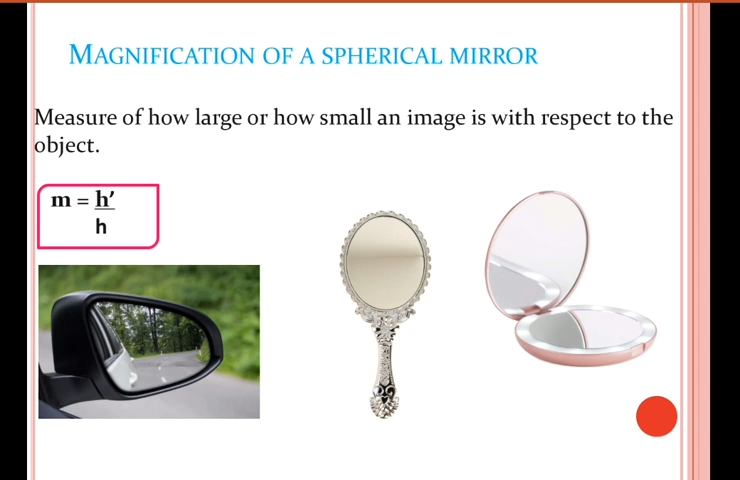 MAGNIFICATION OF A SPHERICAL MIRROR
Measure of how large or how small an image is with respect to the
object.
m = h′
h